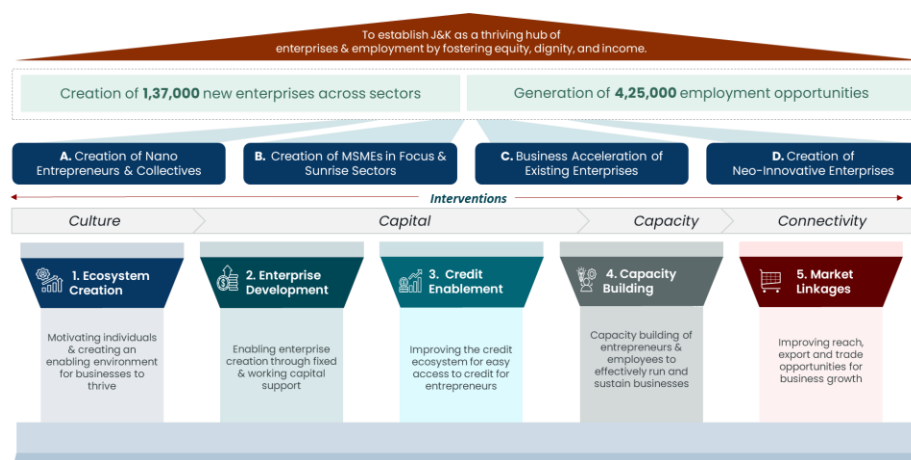 To establish J&K as a thriving hub of
enterprises & employment by fostering equity, dignity, and income.
Creation of 1,37,000 new enterprises across sectors
Generation of 4,25,000 employment opportunities
A. Creation of Nano
Entrepreneurs & Collectives
B. Creation of MSMEs in Focus &
Sunrise Sectors
C. Business Acceleration of
Existing Enterprises
D. Creation of
Neo-Innovative Enterprises
Interventions
Culture
Capital
Capacity
Connectivity
1. Ecosystem
Creation
2. Enterprise
Development
3. Credit
Enablement
4. Capacity
Building
5. Market
Linkages
Motivating individuals
& creating an
enabling environment
for businesses to
thrive
Enabling enterprise
creation through fixed
& working capital
support
Improving the credit
ecosystem for easy
access to credit for
entrepreneurs
Capacity building of
entrepreneurs &
employees to
effectively run and
sustain businesses
Improving reach,
export and trade
opportunities for
business growth